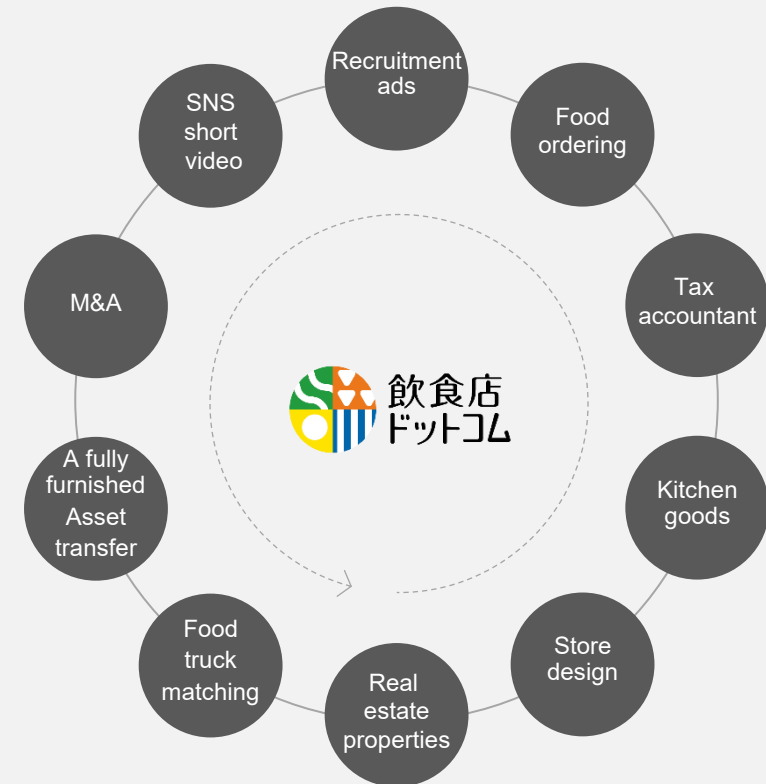 Recruitment
ads
Food
ordering
Tax
accountant
Kitchen
goods
Store
design
Real
estate
properties
Food
truck
matching
A fully
furnished
Asset
transfer
M&A
SNS
short
video
飲食店
ドットコム